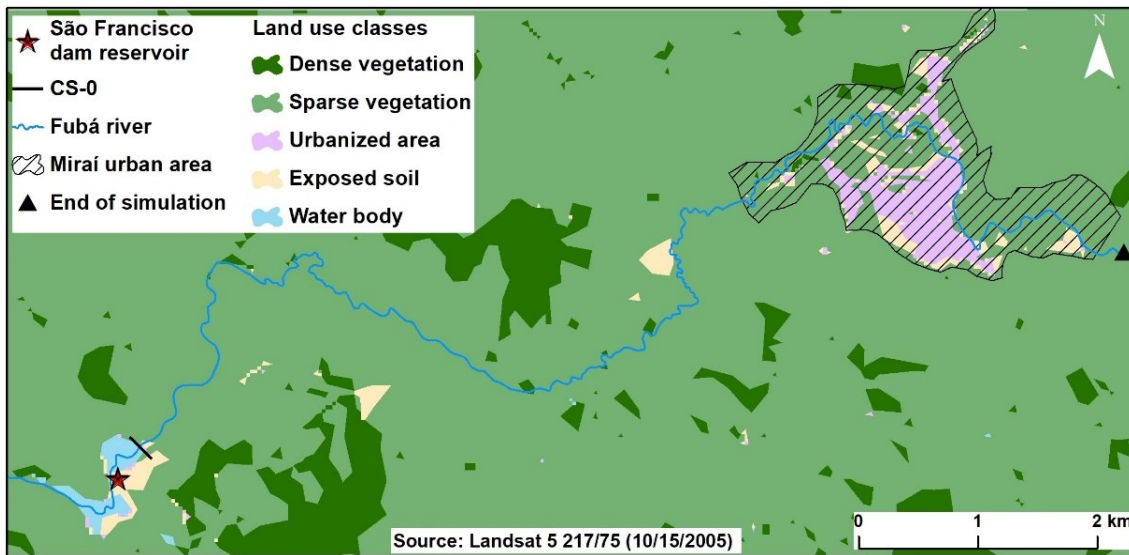 São Francisco
dam reservoir
CS-0
Fubá river
Miraí urban area
End of simulation
Land use classes
Dense vegetation
Sparse vegetation
Urbanized area
Exposed soil
Water body
N
0 1 2 km
Source: Landsat 5 217/75 (10/15/2005)